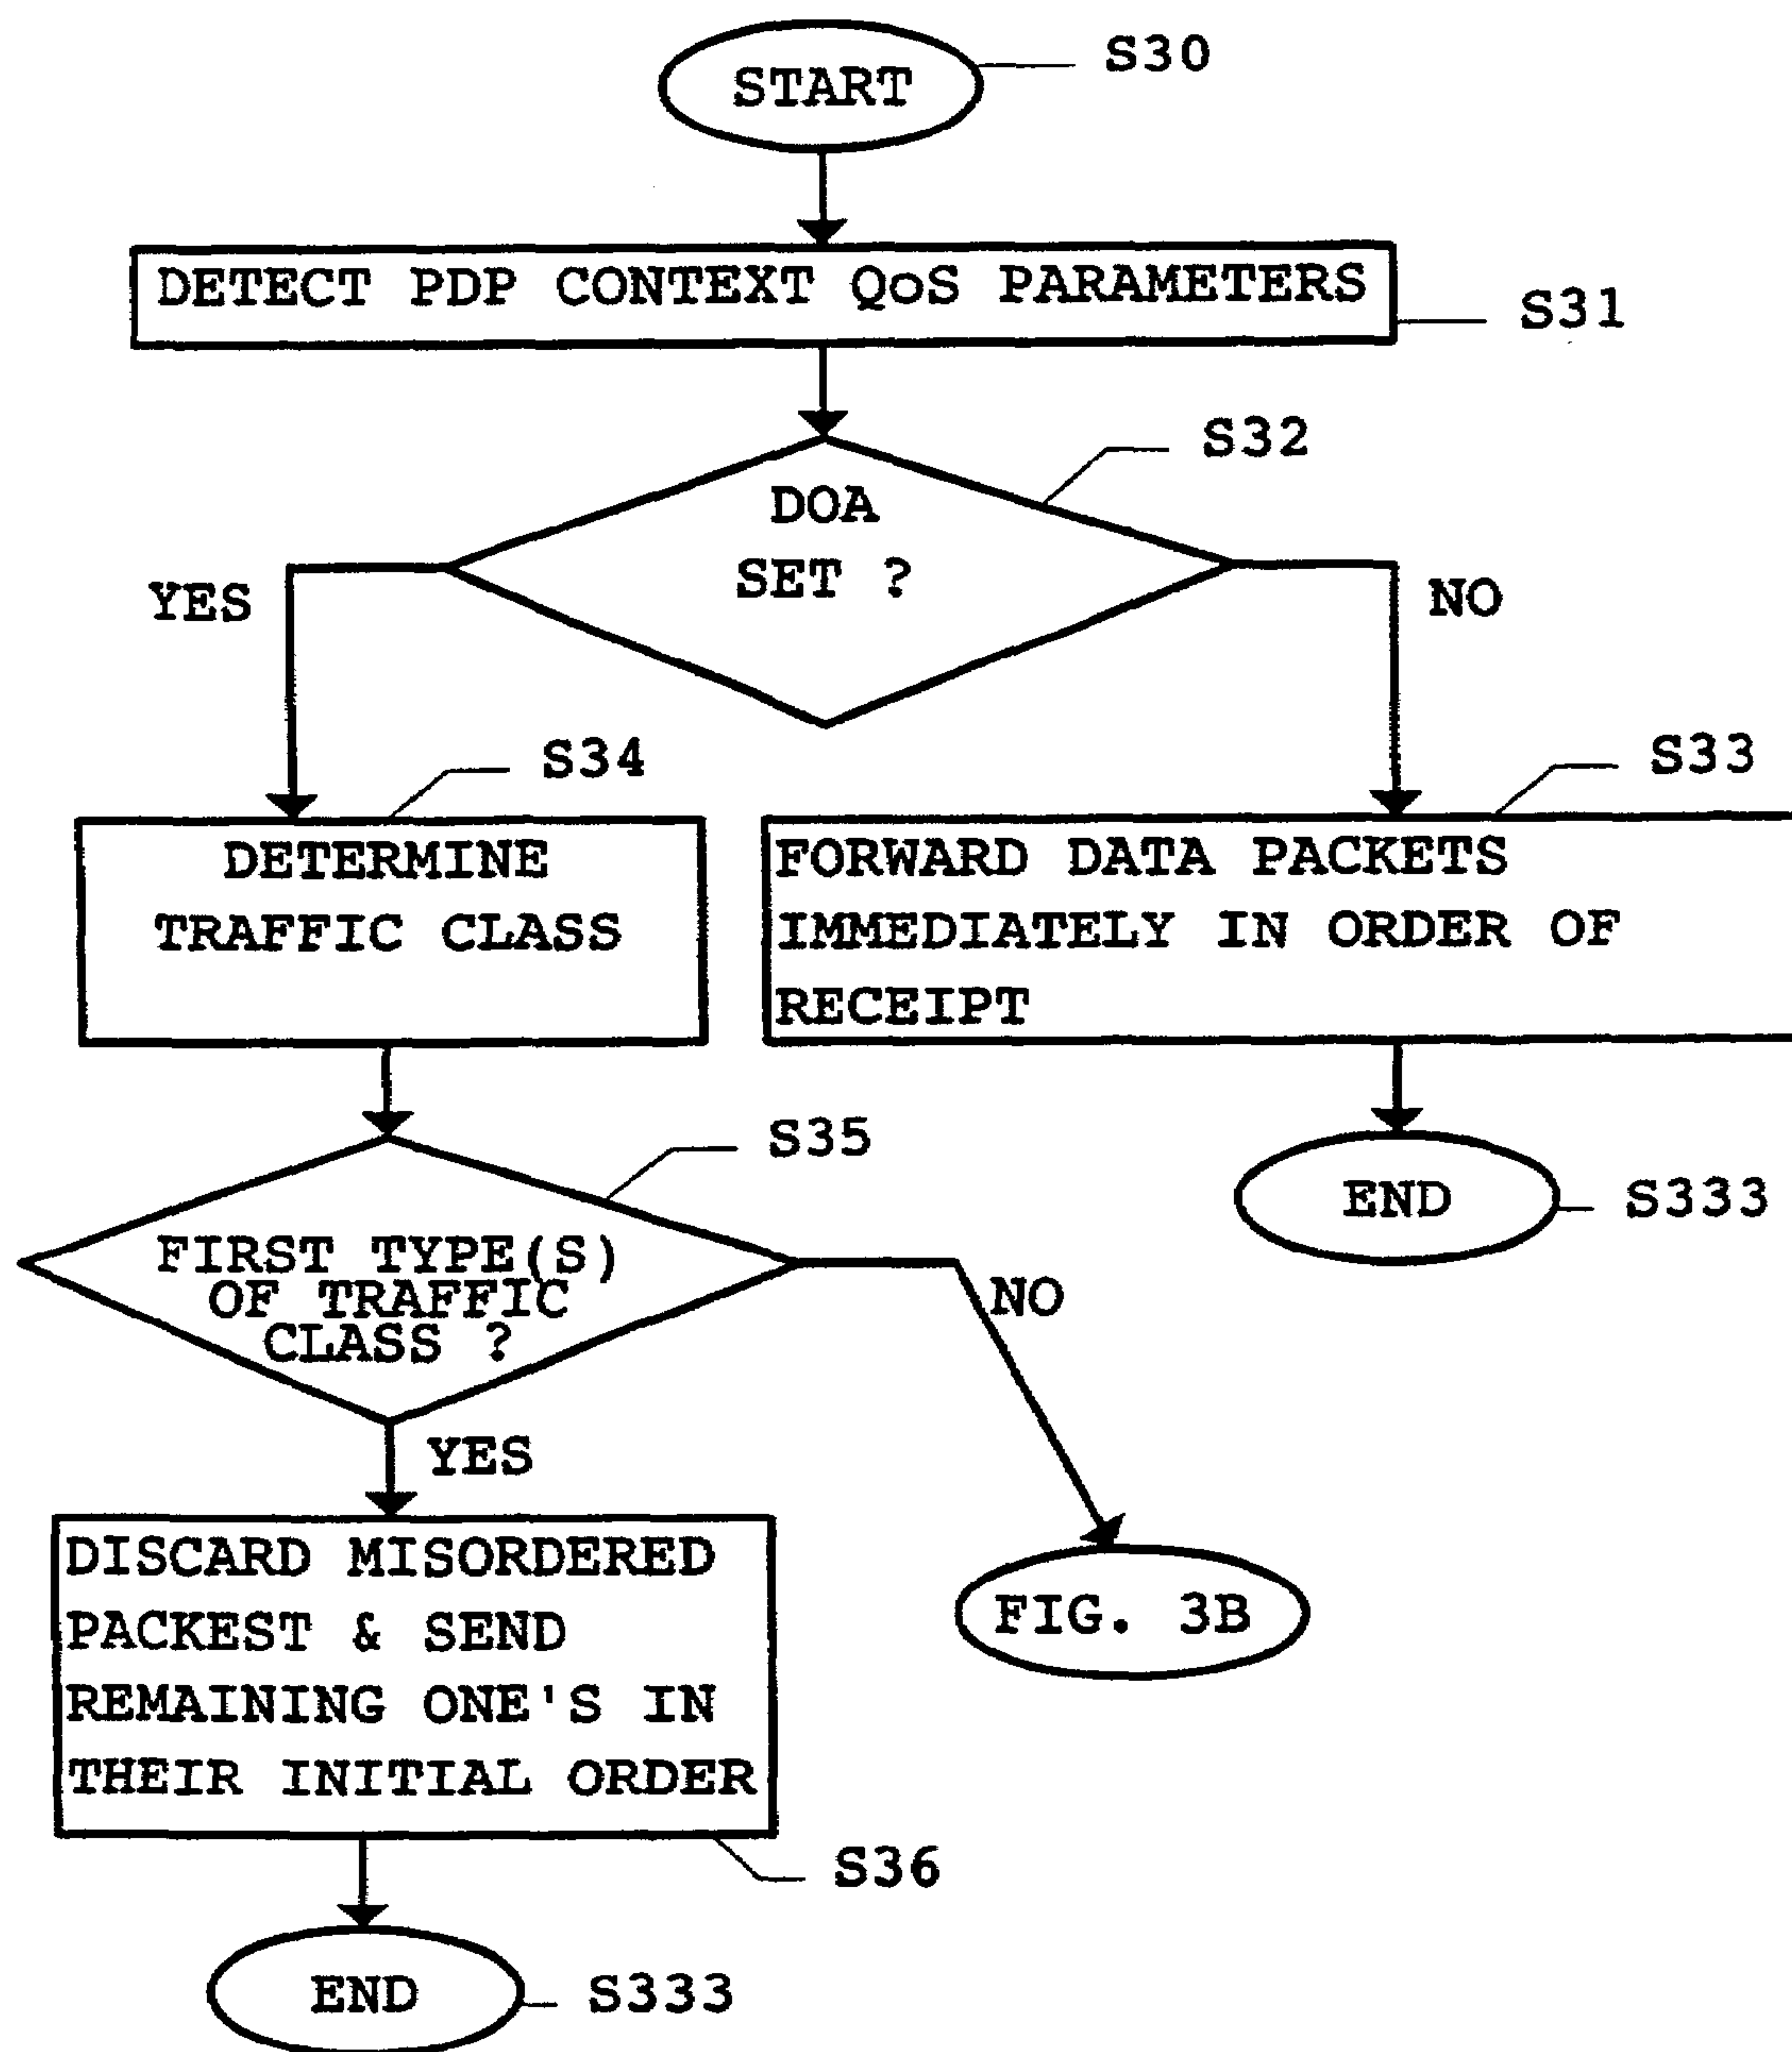 START
S30
DETECT PDP CONTEXT QoS PARAMETERS
S31
S32
DOA
SET ?
YES
NO
S34
S33
DETERMINE
TRAFFIC CLASS
FORWARD DATA PACKETS
IMMEDIATELY IN ORDER OF
RECEIPT
S35
END
S333
FIRST TYPE(S)
OF TRAFFIC
CLASS ?
NO
YES
DISCARD MISORDERED
PACKEST & SEND
REMAINING ONE'S IN
THEIR INITIAL ORDER
FIG. 3B
S36
END
S333